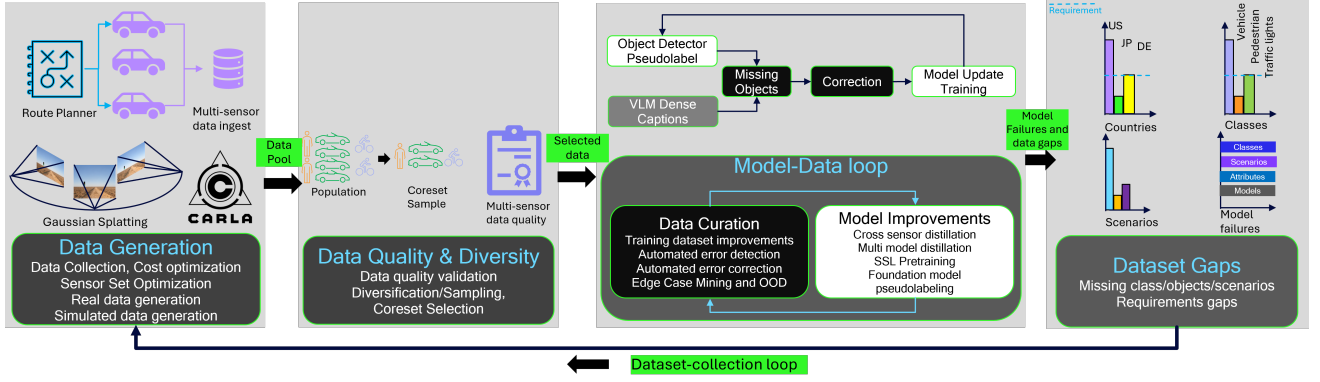 Route Planner
Multi-sensor
data ingest
Gaussian Splatting
CARLA
Data Generation
Data Collection, Cost optimization
Sensor Set Optimization
Real data generation
Simulated data generation
Data
Pool
Population
Coreset
Sample
Multi-sensor
data quality
Data Quality & Diversity
Data quality validation
Diversification/Sampling,
Coreset Selection
Selected
data
Object Detector
Pseudolabel
VLM Dense
Captions
Missing
Objects
Correction
Model Update
Training
Model-Data loop
Data Curation
Training dataset improvements
Automated error detection
Automated error correction
Edge Case Mining and OOD
Model Improvements
Cross sensor distillation
Multi model distillation
SSL Pretraining
Foundation model
pseudolabeling
Model
Failures and
data gaps
Requirement
US
JP
DE
Countries
Vehicle
Pedestrian
Traffic lights
Classes
Scenarios
Classes
Scenarios
Attributes
Models
Model
failures
Dataset Gaps
Missing class/objects/scenarios
Requirements gaps
Dataset-collection loop